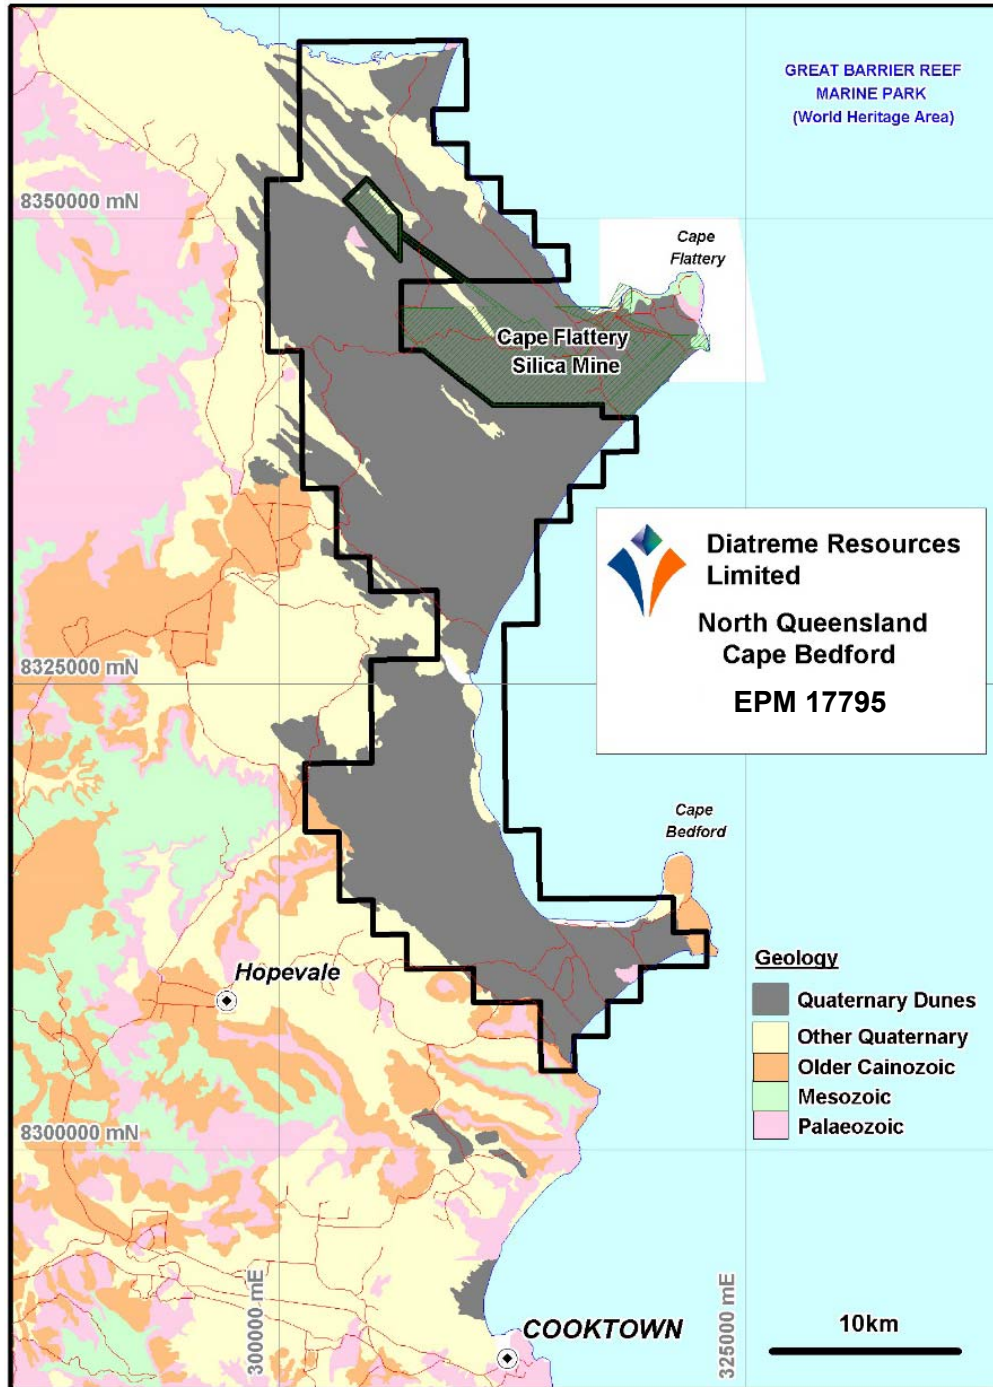 GREAT BARRIER REEF
MARINE PARK
(World Heritage Area)
8350000 mN
Cape
Flattery
Cape Flattery
Silica Mine
Diatreme Resources
Limited
North Queensland
Cape Bedford
EPM 17795
8325000 mN
Cape
Bedford
Hopevale
Geology
Quaternary Dunes
Other Quaternary
Older Cainozoic
Mesozoic
Palaeozoic
8300000 mN
300000 mE
325000 mE
COOKTOWN
10km